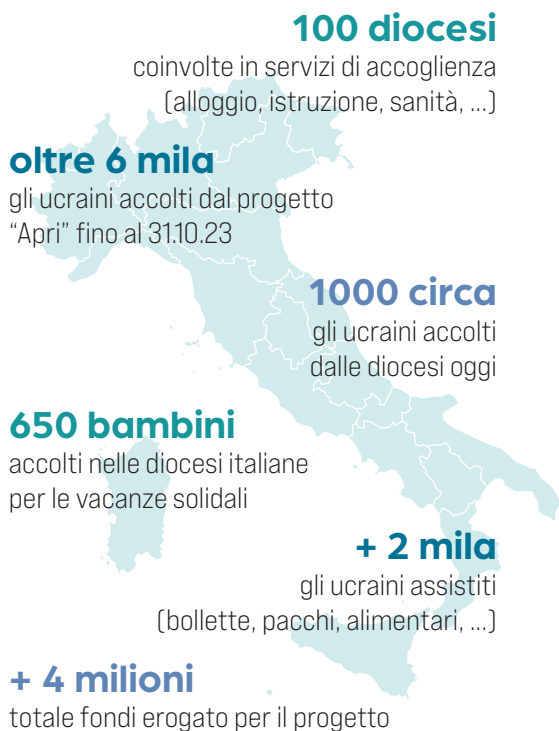 100 diocesi
coinvolte in servizi di accoglienza
(alloggio, istruzione, sanità, ...)
oltre 6 mila
gli ucraini accolti dal progetto
“Apri” fino al 31.10.23
1000 circa
gli ucraini accolti
dalle diocesi oggi
650 bambini
accolti nelle diocesi italiane
per le vacanze solidali
+ 2 mila
gli ucraini assistiti
(bollette, pacchi, alimentari, ...)
+ 4 milioni
totale fondi erogato per il progetto